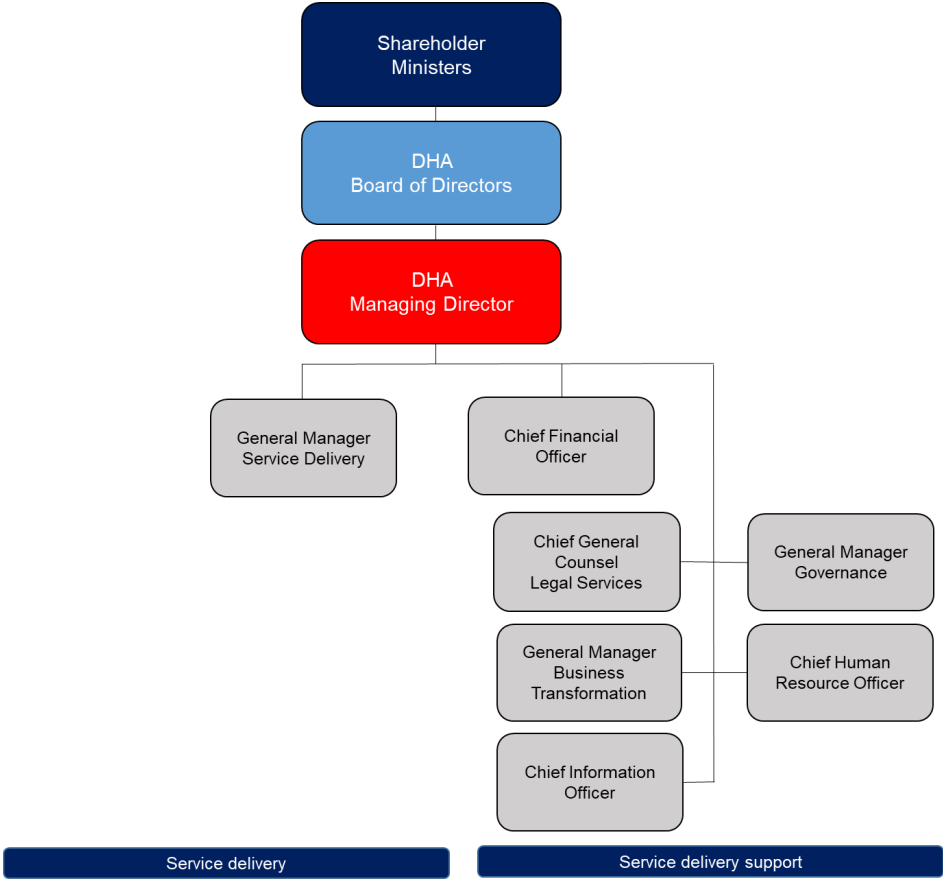 Shareholder
Ministers
DHA
Board of Directors
DHA
Managing Director
General Manager
Service Delivery
Chief Financial
Officer
Chief General
Counsel
Legal Services
General Manager
Governance
General Manager
Business
Transformation
Chief Human
Resource Officer
Chief Information
Officer
Service delivery
Service delivery support